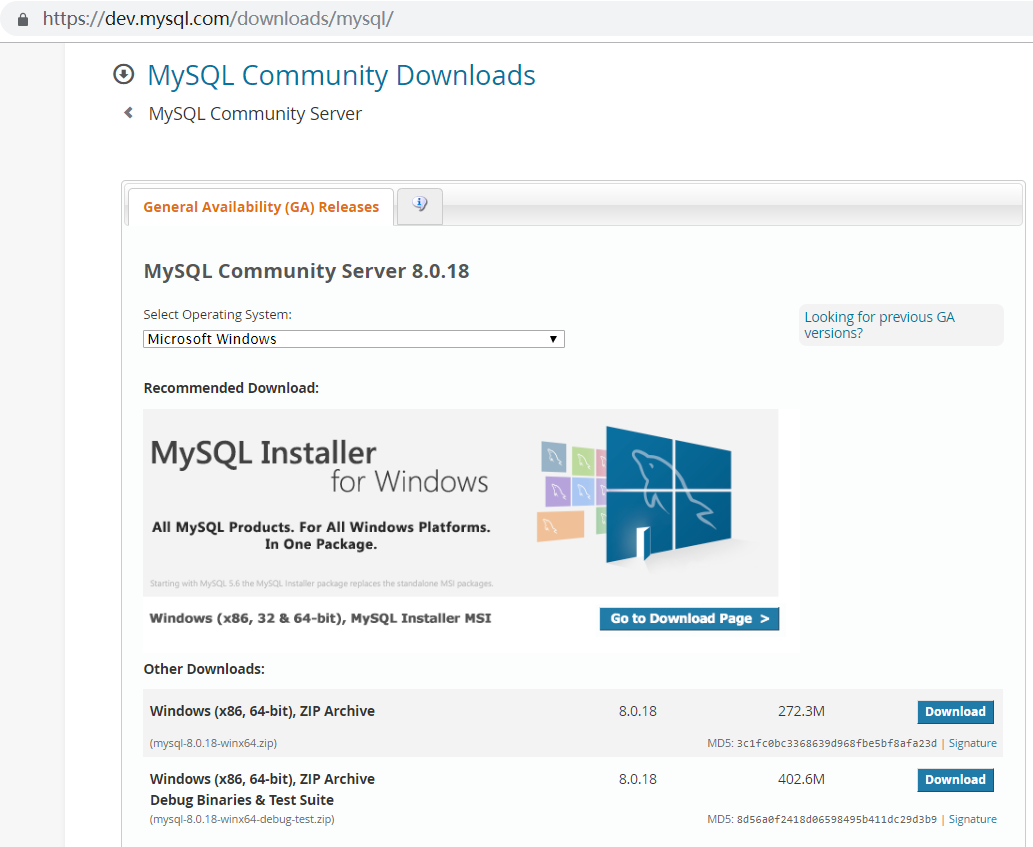 https://dev.mysql.com/downloads/mysql/
MySQL Community Downloads
MySQL Community Server
General Availability (GA) Releases
MySQL Community Server 8.0.18
Select Operating System:
Microsoft Windows
Looking for previous GA
versions?
Recommended Download:
MySQL Installer
for Windows
All MySQL Products. For All Windows Platforms.
In One Package.
Starting with MySQL 5.6 the MySQL Installer package replaces the standalone MSI packages.
Windows (x86, 32 & 64-bit), MySQL Installer MSI
Go to Download Page >
Other Downloads:
Windows (x86, 64-bit), ZIP Archive 8.0.18 272.3M Download
(mysql-8.0.18-winx64.zip) MD5: 3c1fc0bc3368639d968fbe5bf8afa23d | Signature
Windows (x86, 64-bit), ZIP Archive 8.0.18 402.6M Download
Debug Binaries & Test Suite
(mysql-8.0.18-winx64-debug-test.zip) MD5: 8d56a0f2418d06598495b411dc29d3b9 | Signature